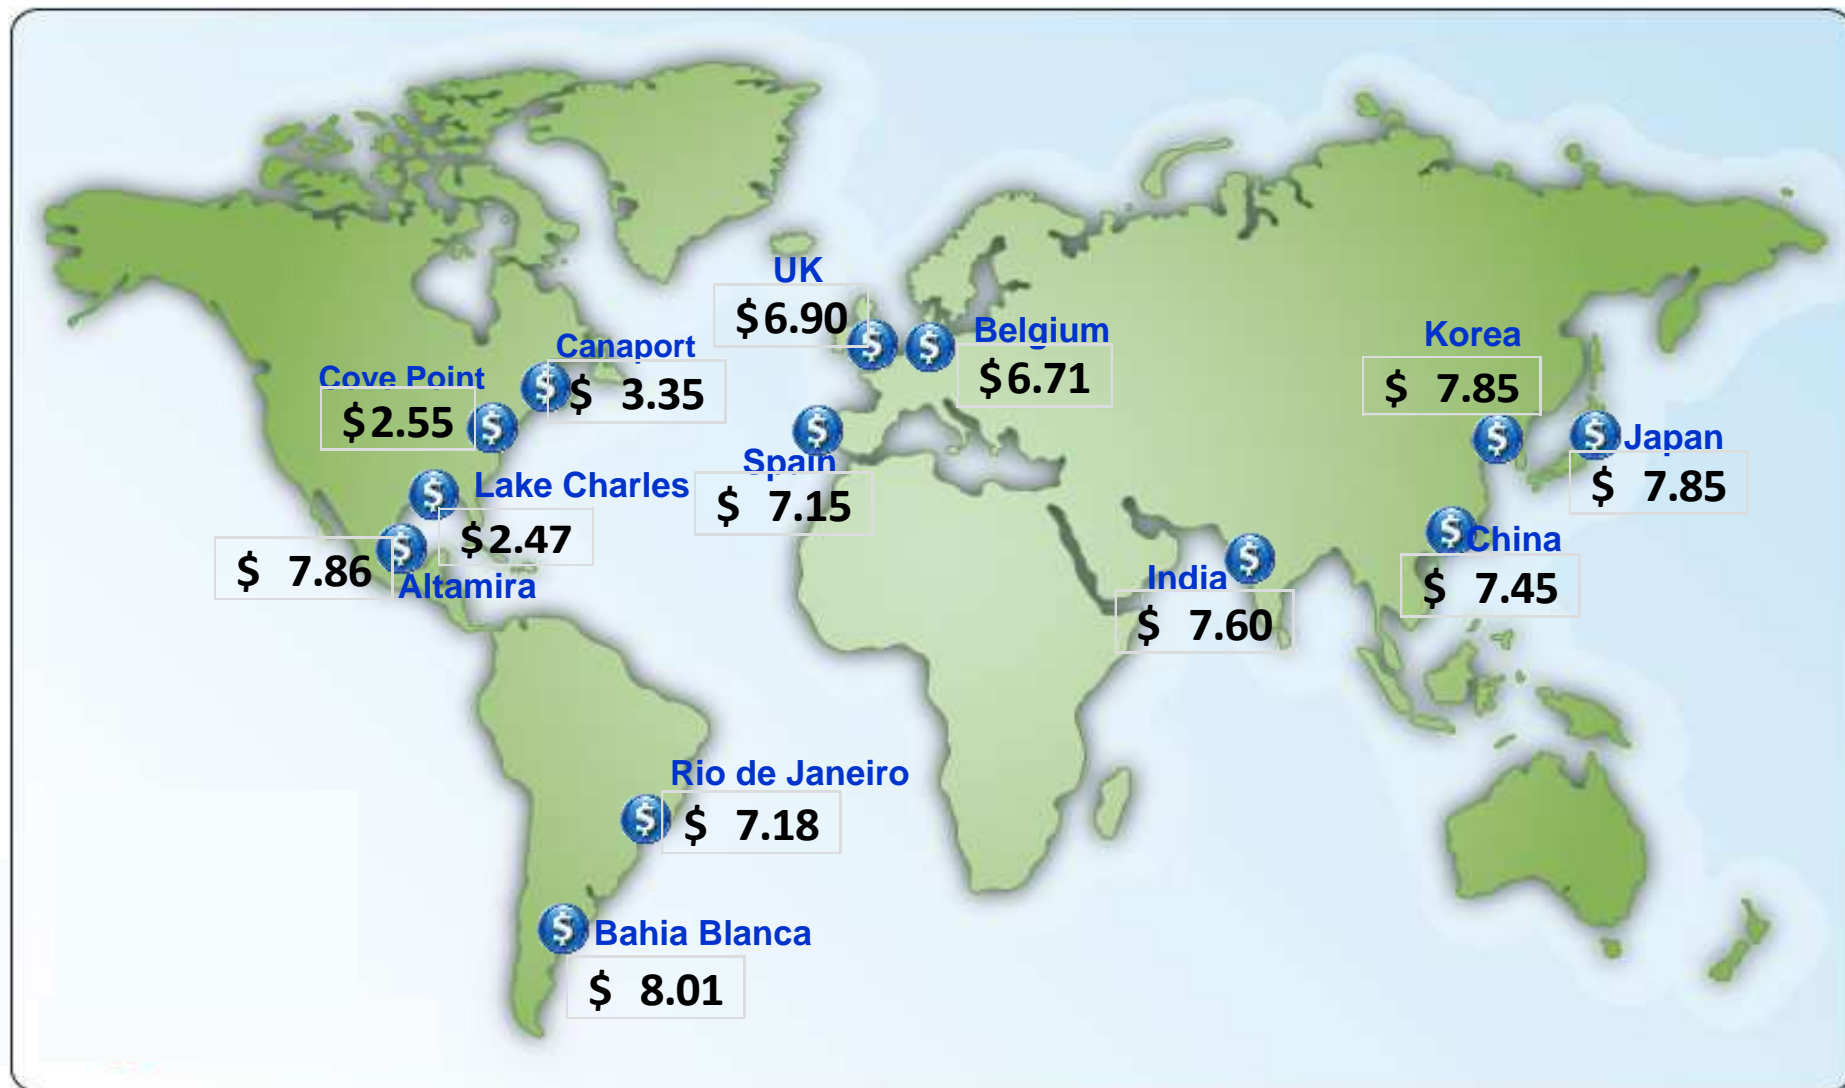 UK
$6.90
Belgium
$6.71
Korea
$ 7.85
Canaport
$ 3.35
Cove Point
$2.55
Japan
$ 7.85
Spain
$ 7.15
Lake Charles
$2.47
China
$ 7.45
$ 7.86
Altamira
India
$ 7.60
Rio de Janeiro
$ 7.18
Bahia Blanca
$ 8.01